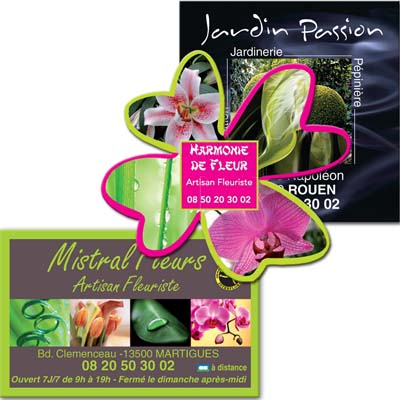 Jardin Passion
Jardinerie
Pépinière
Napoléon
ROUEN
50 30 02
HARMONIE
DE FLEUR
Artisan Fleuriste
08 50 20 30 02
Mistral Fleurs
Artisan Fleuriste
Bd. Clemenceau -13500 MARTIGUES
08 20 50 30 02
à distance
Ouvert 7J/7 de 9h à 19h - Fermé le dimanche après-midi